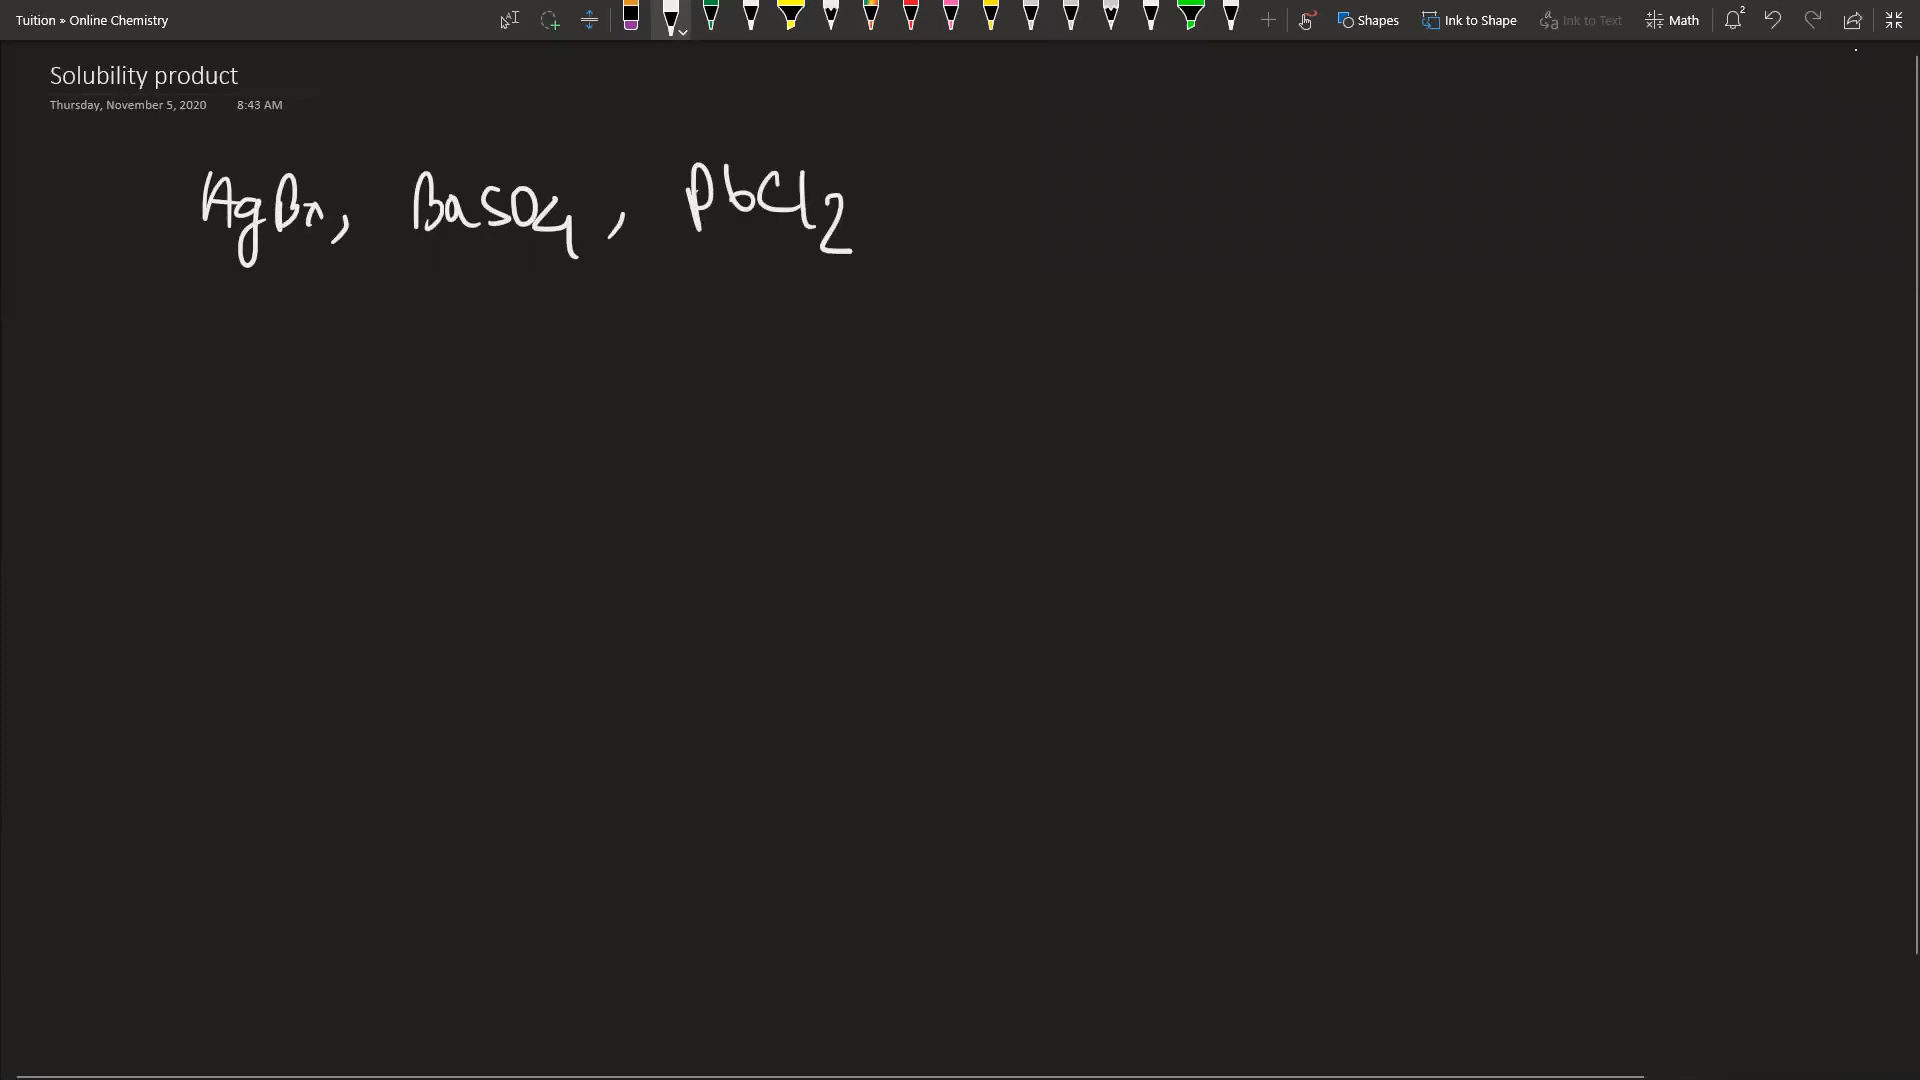 Tuition » Online Chemistry
Shapes
Ink to Shape
Ink to Text
Math
2
Solubility product
Thursday, November 5, 2020 8:43 AM
AgBr, BaSO4, PbCl2